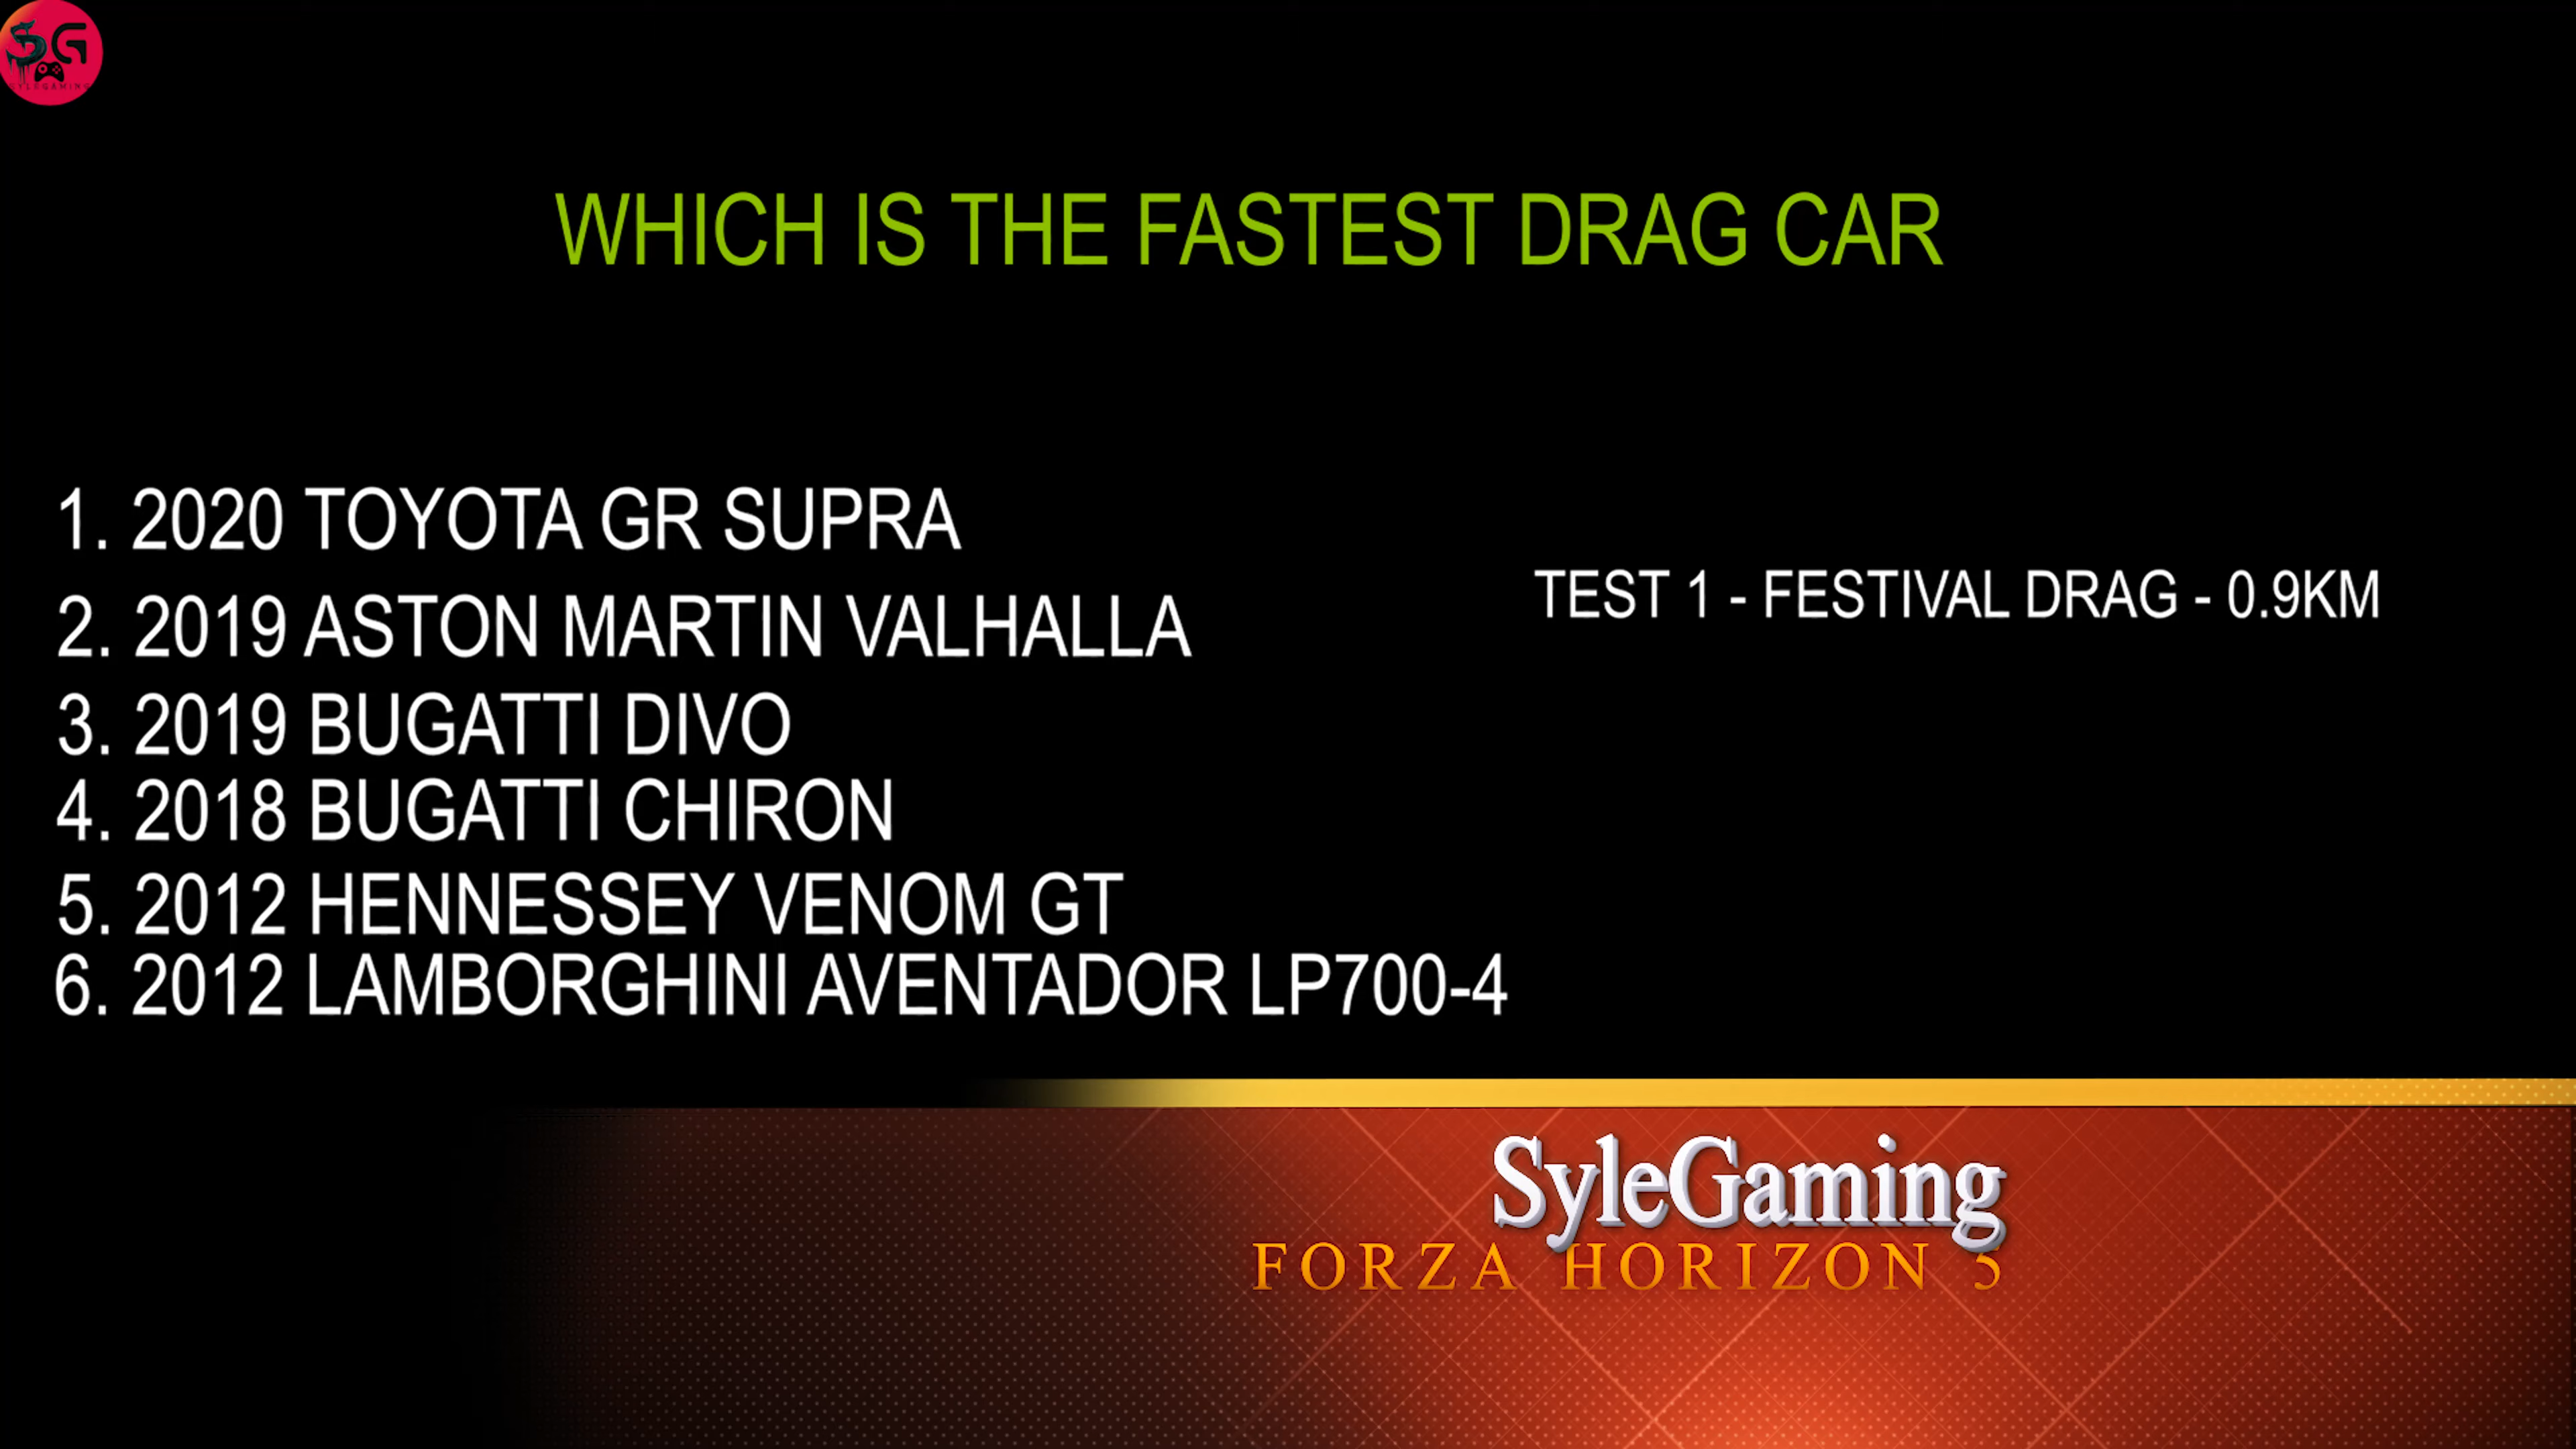 SG
SYLEGAMING
WHICH IS THE FASTEST DRAG CAR
1. 2020 TOYOTA GR SUPRA
2. 2019 ASTON MARTIN VALHALLA
3. 2019 BUGATTI DIVO
4. 2018 BUGATTI CHIRON
5. 2012 HENNESSEY VENOM GT
6. 2012 LAMBORGHINI AVENTADOR LP700-4
TEST 1 - FESTIVAL DRAG - 0.9KM
SyleGaming
FORZA HORIZON 5